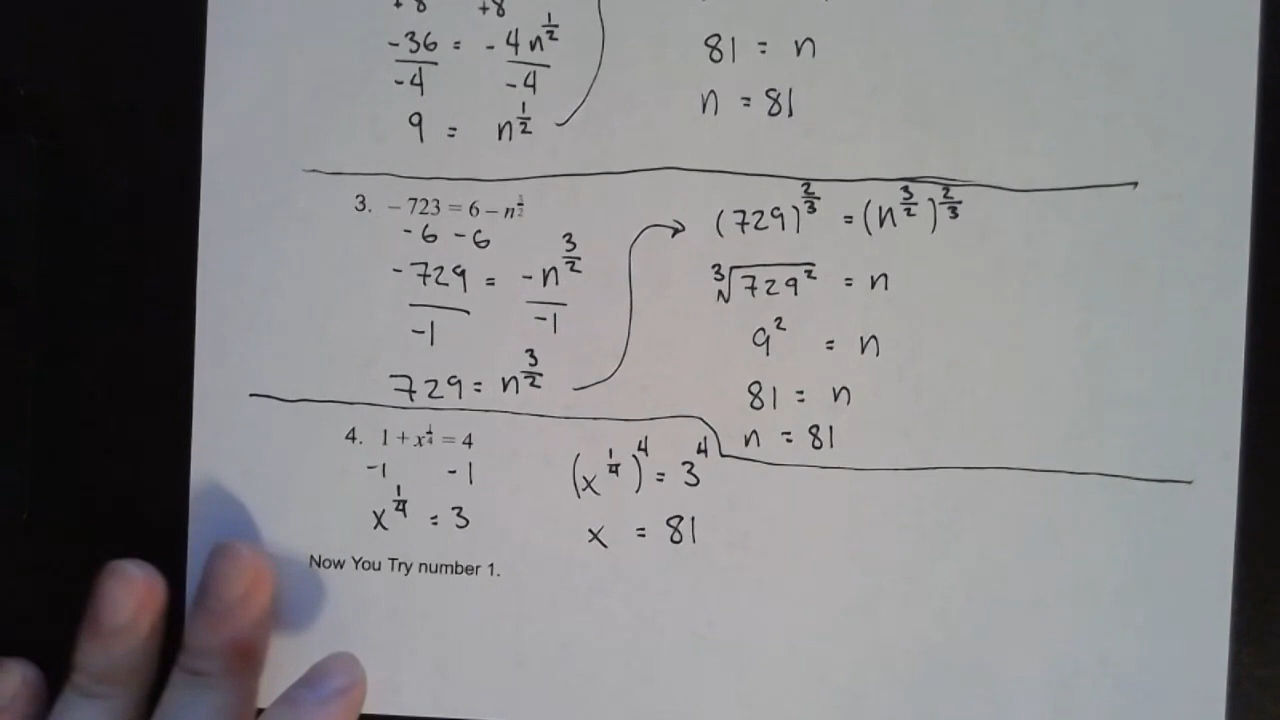 +8 +8
-36 = -4n^(1/2)
-4 -4
9 = n^(1/2)
81 = n
n = 81
3. - 723 = 6 - n^(3/2)
-6 -6
-729 = -n^(3/2)
-1 -1
729 = n^(3/2)
(729)^(2/3) = (n^(3/2))^(2/3)
³√729² = n
9² = n
81 = n
n = 81
4. 1 + x^(1/4) = 4
-1 -1
x^(1/4) = 3
(x^(1/4))^4 = 3^4
x = 81
Now You Try number 1.